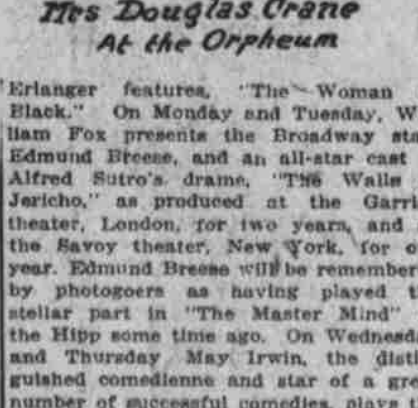 Mrs Douglas Crane
At the Orpheum
Erlanger features, "The Woman
Black." On Monday and Tuesday, W
liam Fox presents the Broadway sta
Edmund Breese, and an all-star cast
Alfred Sutro's drame, "The Walls
Jericho," as produced at the Garri
theater, London, for two years, and
the Savoy theater, New York, for o
year. Edmund Breese will be remember
by photogoers as having played t
stellar part in "The Master Mind"
the Hipp some time ago. On Wednesda
and Thursday May Irwin, the disti
guished comedienne and star of a gre
number of successful comedies, plays